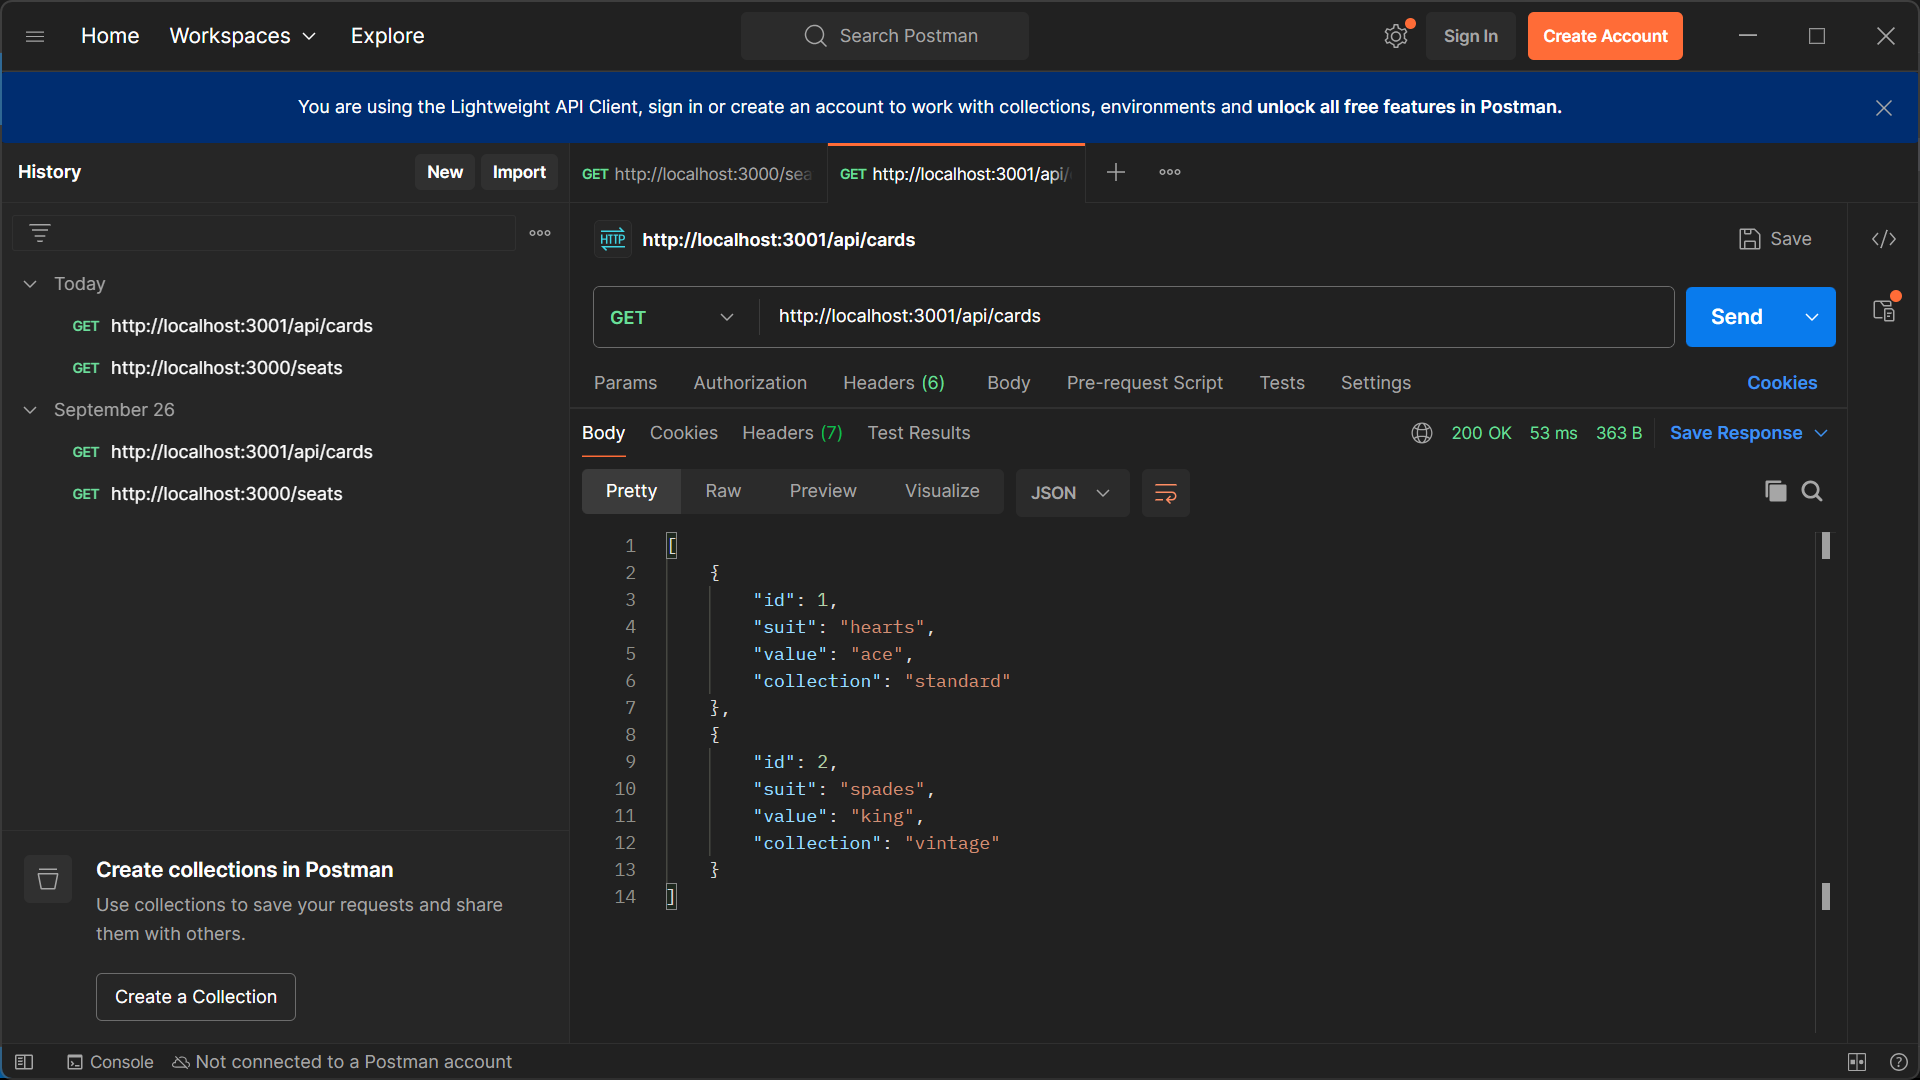 Home Workspaces Explore
Search Postman
Sign In
Create Account
You are using the Lightweight API Client, sign in or create an account to work with collections, environments and unlock all free features in Postman.
History
New
Import
Today
GET http://localhost:3001/api/cards
GET http://localhost:3000/seats
September 26
GET http://localhost:3001/api/cards
GET http://localhost:3000/seats
Create collections in Postman
Use collections to save your requests and share
them with others.
Create a Collection
GET http://localhost:3000/sea
GET http://localhost:3001/api/
HTTP http://localhost:3001/api/cards
Save
GET http://localhost:3001/api/cards
Send
Params Authorization Headers (6) Body Pre-request Script Tests Settings Cookies
Body Cookies Headers (7) Test Results 200 OK 53 ms 363 B Save Response
Pretty Raw Preview Visualize JSON
1 [
2 {
3 "id": 1,
4 "suit": "hearts",
5 "value": "ace",
6 "collection": "standard"
7 },
8 {
9 "id": 2,
10 "suit": "spades",
11 "value": "king",
12 "collection": "vintage"
13 }
14 ]
Console Not connected to a Postman account